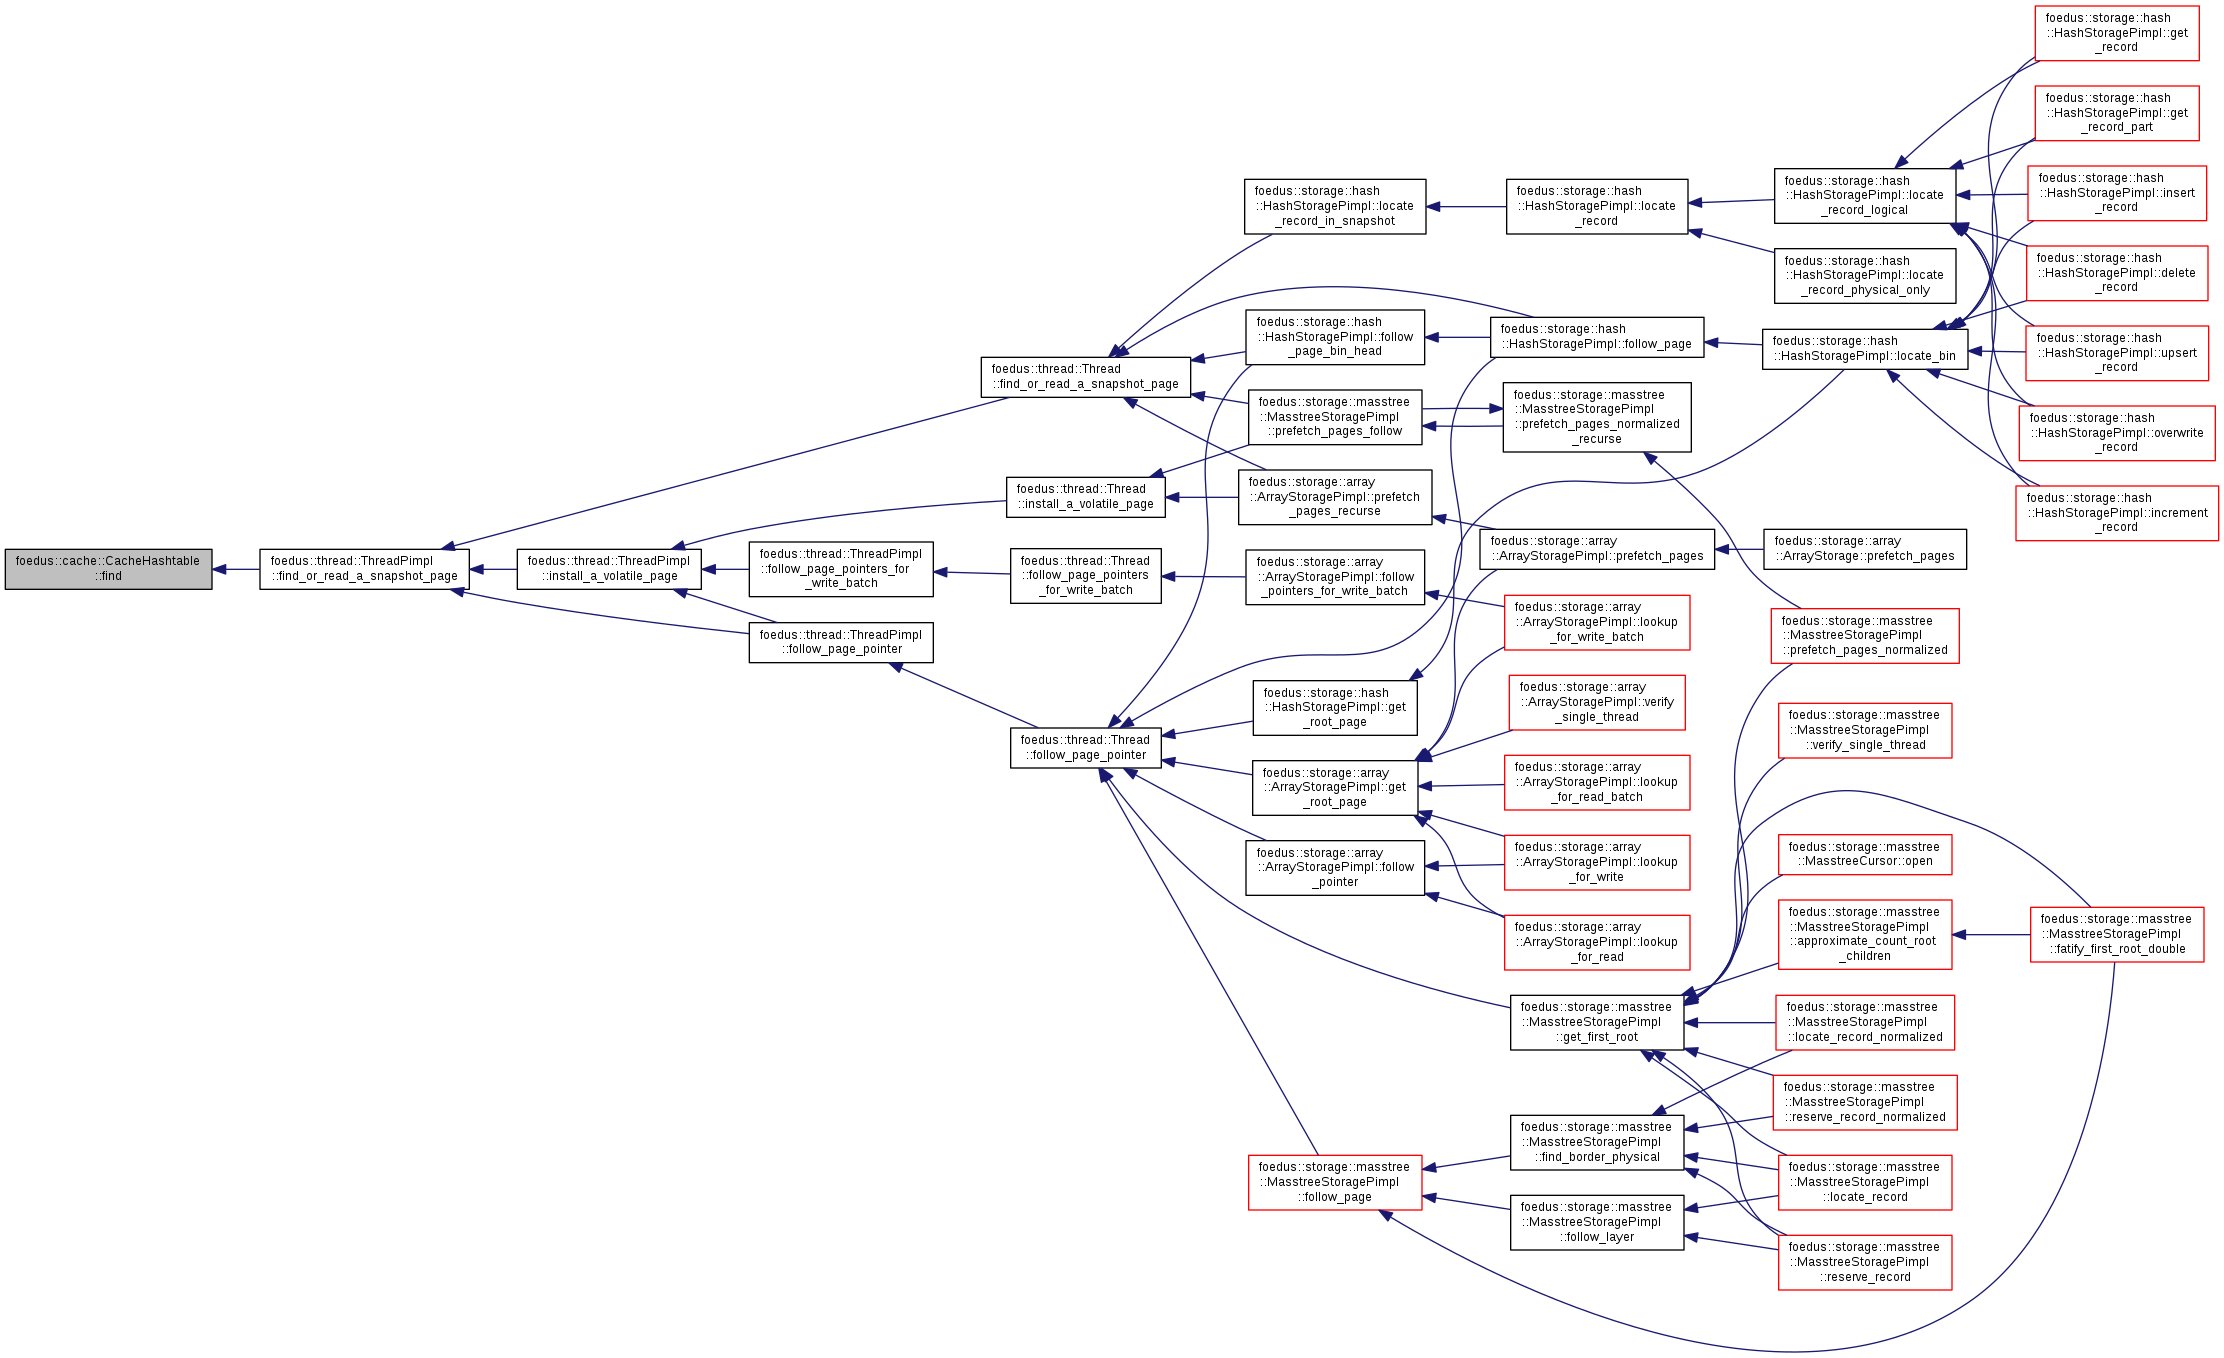 foedus::cache::CacheHashtable
::find
foedus::thread::ThreadPimpl
::find_or_read_a_snapshot_page
foedus::thread::ThreadPimpl
::install_a_volatile_page
foedus::thread::ThreadPimpl
::follow_page_pointers_for
_write_batch
foedus::thread::ThreadPimpl
::follow_page_pointer
foedus::thread::Thread
::find_or_read_a_snapshot_page
foedus::thread::Thread
::install_a_volatile_page
foedus::thread::Thread
::follow_page_pointers
_for_write_batch
foedus::thread::Thread
::follow_page_pointer
foedus::storage::hash
::HashStoragePimpl::locate
_record_in_snapshot
foedus::storage::hash
::HashStoragePimpl::follow
_page_bin_head
foedus::storage::masstree
::MasstreeStoragePimpl
::prefetch_pages_follow
foedus::storage::array
::ArrayStoragePimpl::prefetch
_pages_recurse
foedus::storage::array
::ArrayStoragePimpl::follow
_pointers_for_write_batch
foedus::storage::hash
::HashStoragePimpl::get
_root_page
foedus::storage::array
::ArrayStoragePimpl::get
_root_page
foedus::storage::array
::ArrayStoragePimpl::follow
_pointer
foedus::storage::masstree
::MasstreeStoragePimpl
::follow_page
foedus::storage::hash
::HashStoragePimpl::locate
_record
foedus::storage::hash
::HashStoragePimpl::follow_page
foedus::storage::masstree
::MasstreeStoragePimpl
::prefetch_pages_normalized
_recurse
foedus::storage::array
::ArrayStoragePimpl::prefetch_pages
foedus::storage::array
::ArrayStoragePimpl::lookup
_for_write_batch
foedus::storage::array
::ArrayStoragePimpl::verify
_single_thread
foedus::storage::array
::ArrayStoragePimpl::lookup
_for_read_batch
foedus::storage::array
::ArrayStoragePimpl::lookup
_for_write
foedus::storage::array
::ArrayStoragePimpl::lookup
_for_read
foedus::storage::masstree
::MasstreeStoragePimpl
::get_first_root
foedus::storage::masstree
::MasstreeStoragePimpl
::find_border_physical
foedus::storage::masstree
::MasstreeStoragePimpl
::follow_layer
foedus::storage::hash
::HashStoragePimpl::locate
_record_logical
foedus::storage::hash
::HashStoragePimpl::locate
_record_physical_only
foedus::storage::hash
::HashStoragePimpl::locate_bin
foedus::storage::array
::ArrayStorage::prefetch_pages
foedus::storage::masstree
::MasstreeStoragePimpl
::prefetch_pages_normalized
foedus::storage::masstree
::MasstreeStoragePimpl
::verify_single_thread
foedus::storage::masstree
::MasstreeCursor::open
foedus::storage::masstree
::MasstreeStoragePimpl
::approximate_count_root
_children
foedus::storage::masstree
::MasstreeStoragePimpl
::locate_record_normalized
foedus::storage::masstree
::MasstreeStoragePimpl
::reserve_record_normalized
foedus::storage::masstree
::MasstreeStoragePimpl
::locate_record
foedus::storage::masstree
::MasstreeStoragePimpl
::reserve_record
foedus::storage::hash
::HashStoragePimpl::get
_record
foedus::storage::hash
::HashStoragePimpl::get
_record_part
foedus::storage::hash
::HashStoragePimpl::insert
_record
foedus::storage::hash
::HashStoragePimpl::delete
_record
foedus::storage::hash
::HashStoragePimpl::upsert
_record
foedus::storage::hash
::HashStoragePimpl::overwrite
_record
foedus::storage::hash
::HashStoragePimpl::increment
_record
foedus::storage::masstree
::MasstreeStoragePimpl
::fatify_first_root_double